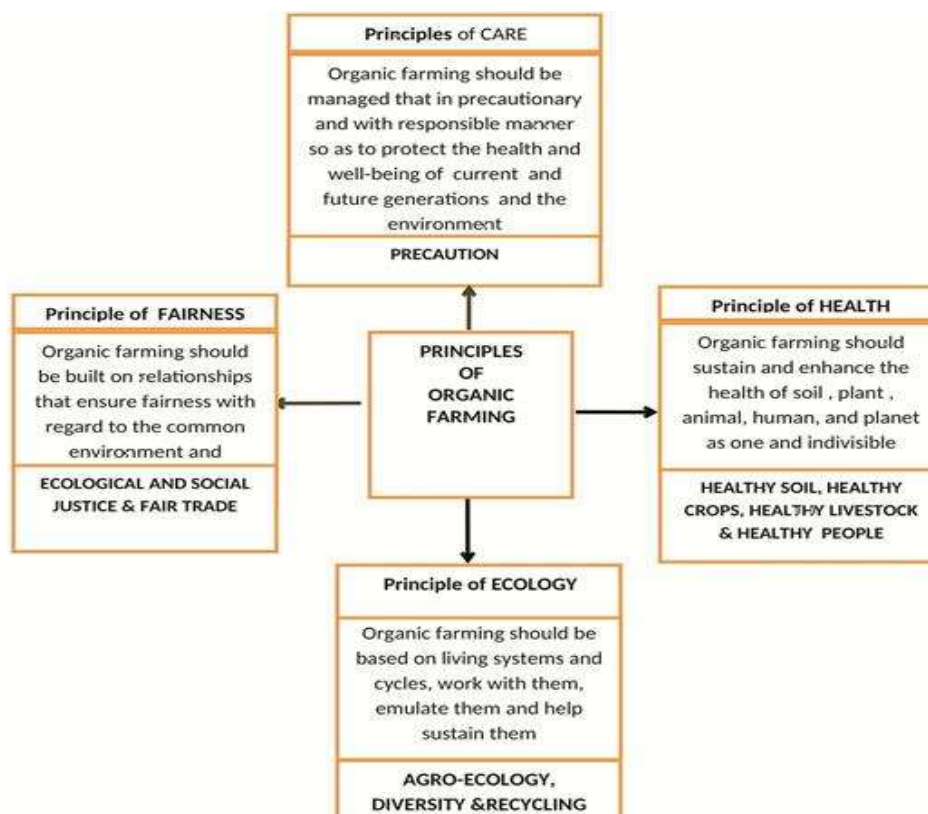 Principles of CARE
Organic farming should be
managed that in precautionary
and with responsible manner
so as to protect the health and
well-being of current and
future generations and the
environment
PRECAUTION
Principle of FAIRNESS
Organic farming should
be built on relationships
that ensure fairness with
regard to the common
environment and
ECOLOGICAL AND SOCIAL
JUSTICE & FAIR TRADE
PRINCIPLES
OF
ORGANIC
FARMING
Principle of HEALTH
Organic farming should
sustain and enhance the
health of soil , plant ,
animal, human, and planet
as one and indivisible
HEALTHY SOIL, HEALTHY
CROPS, HEALTHY LIVESTOCK
& HEALTHY PEOPLE
Principle of ECOLOGY
Organic farming should be
based on living systems and
cycles, work with them,
emulate them and help
sustain them
AGRO-ECOLOGY,
DIVERSITY &RECYCLING